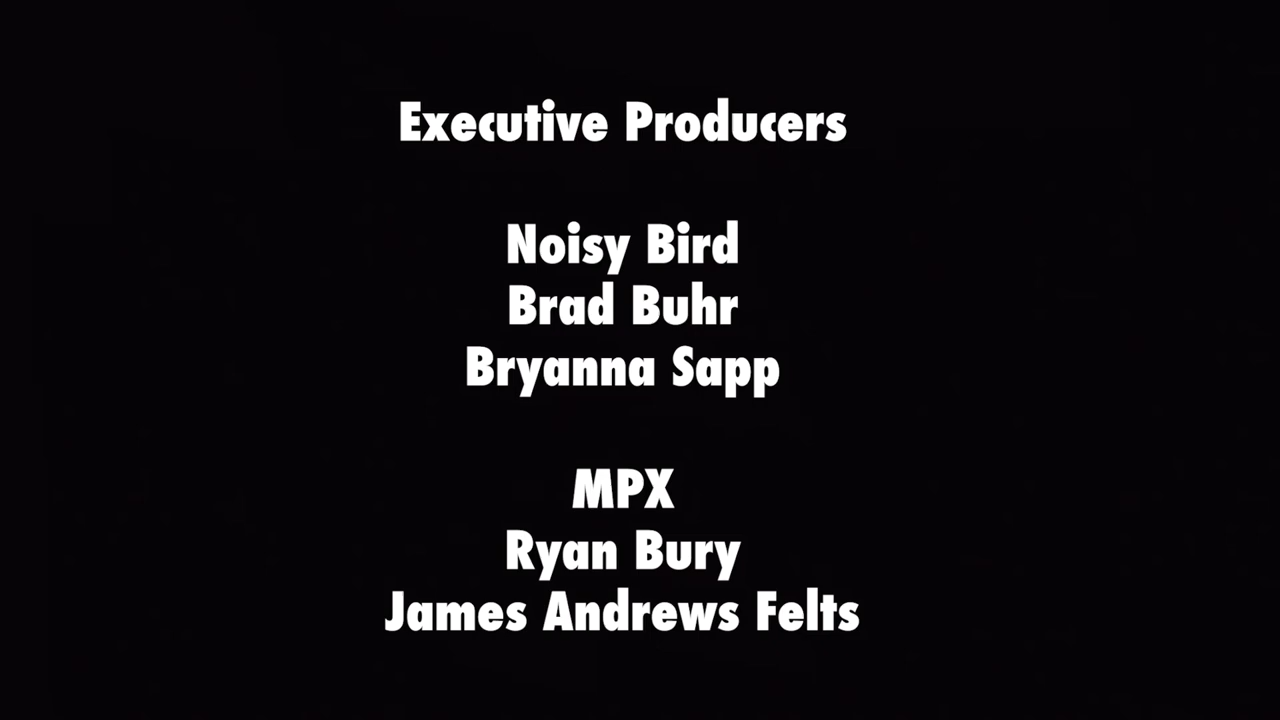 Executive Producers
Noisy Bird
Brad Buhr
Bryanna Sapp
MPX
Ryan Bury
James Andrews Felts